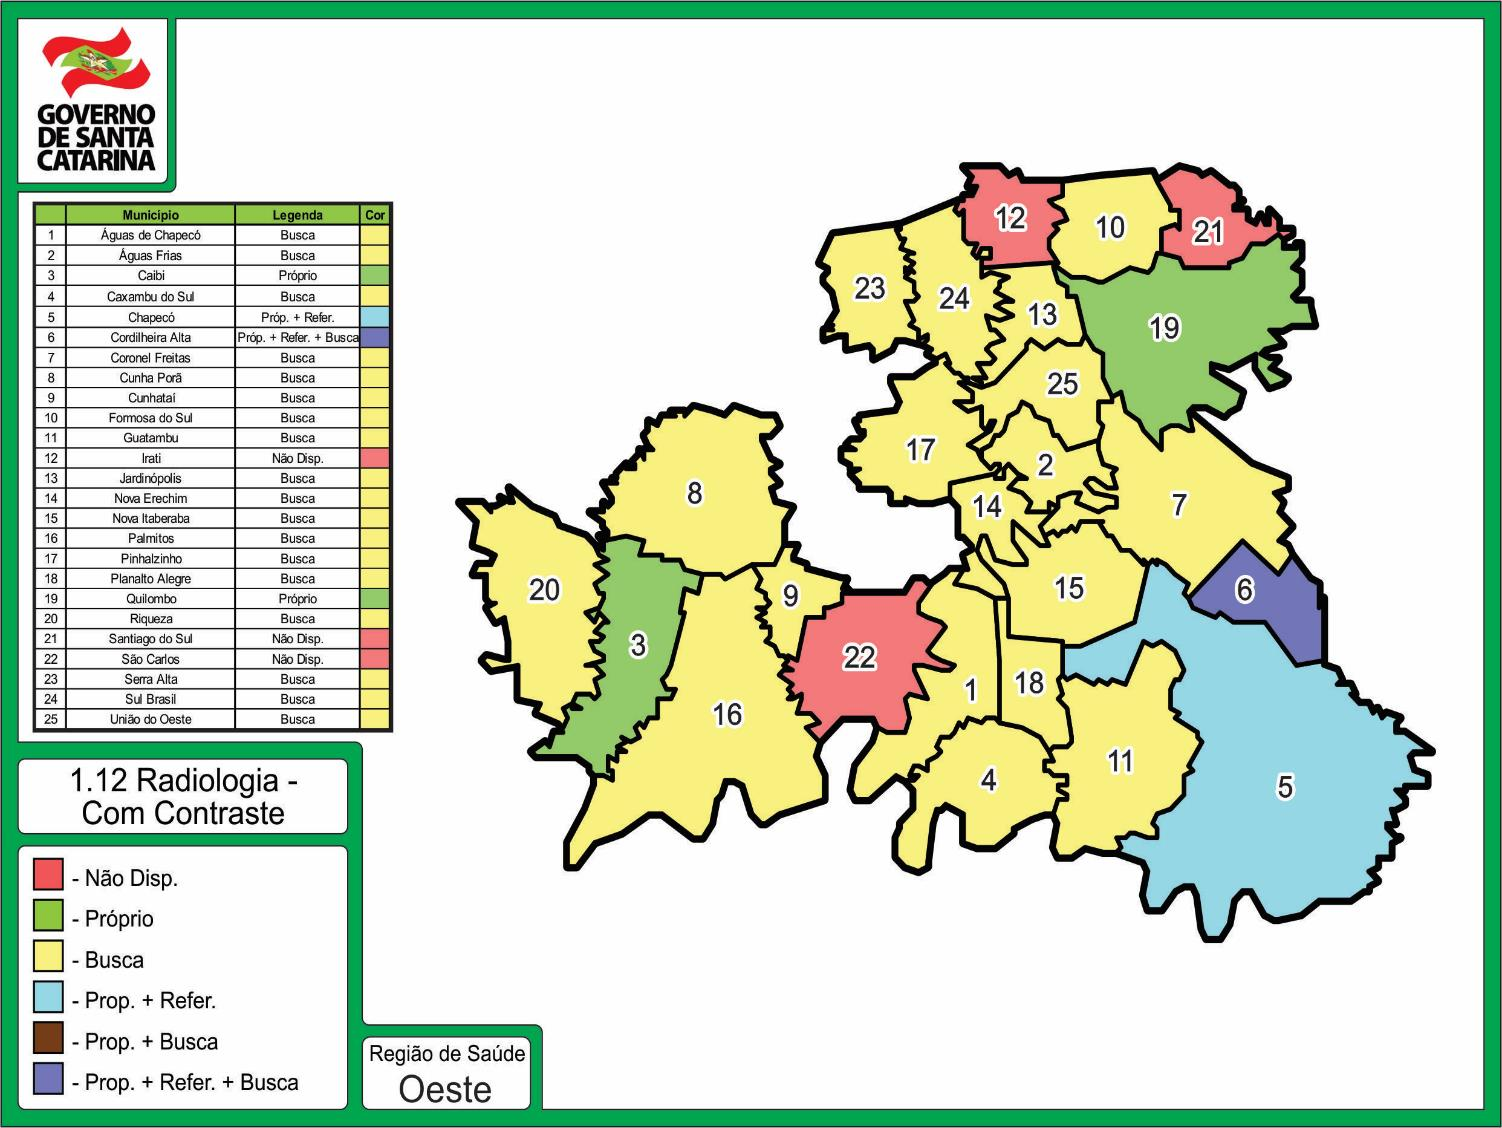 GOVERNO
DE SANTA
CATARINA
Município Legenda Cor
1 Águas de Chapecó Busca
2 Águas Frias Busca
3 Caibi Próprio
4 Caxambu do Sul Busca
5 Chapecó Próp. + Refer.
6 Cordilheira Alta Próp. + Refer. + Busca
7 Coronel Freitas Busca
8 Cunha Porã Busca
9 Cunhataí Busca
10 Formosa do Sul Busca
11 Guatambu Busca
12 Irati Não Disp.
13 Jardinópolis Busca
14 Nova Erechim Busca
15 Nova Itaberaba Busca
16 Palmitos Busca
17 Pinhalzinho Busca
18 Planalto Alegre Busca
19 Quilombo Próprio
20 Riqueza Busca
21 Santiago do Sul Não Disp.
22 São Carlos Não Disp.
23 Serra Alta Busca
24 Sul Brasil Busca
25 União do Oeste Busca
1.12 Radiologia -
Com Contraste
- Não Disp.
- Próprio
- Busca
- Prop. + Refer.
- Prop. + Busca
- Prop. + Refer. + Busca
Região de Saúde
Oeste
12
10
21
23
24
13
19
25
17
2
8
14
7
20
9
15
6
3
22
1
18
16
4
11
5